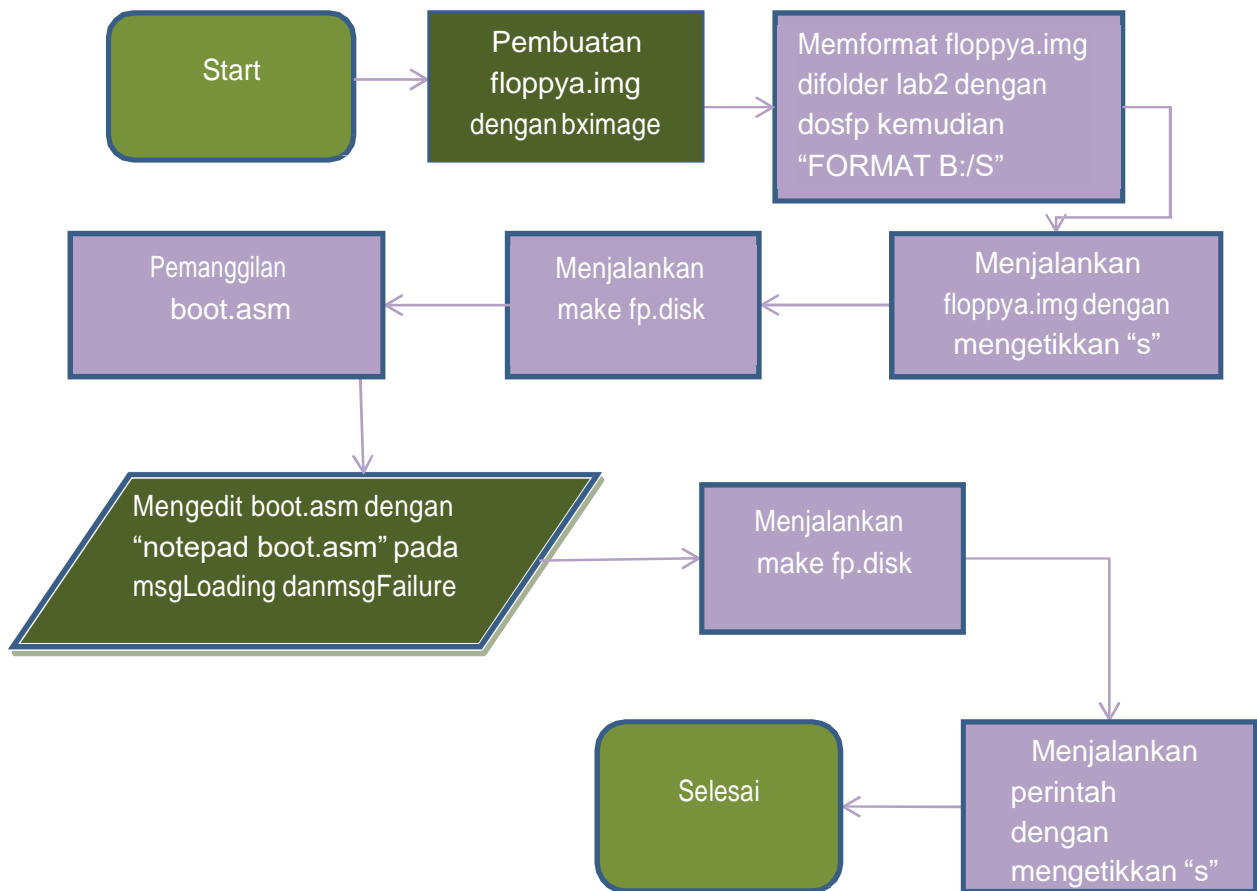 Start
Pembuatan
floppya.img
dengan bximage
Memformat floppya.img
difolder lab2 dengan
dosfp kemudian
“FORMAT B:/S”
Menjalankan
floppya.img dengan
mengetikkan “s”
Menjalankan
make fp.disk
Pemanggilan
boot.asm
Mengedit boot.asm dengan
“notepad boot.asm” pada
msgLoading danmsgFailure
Menjalankan
make fp.disk
Menjalankan
perintah
dengan
mengetikkan “s”
Selesai